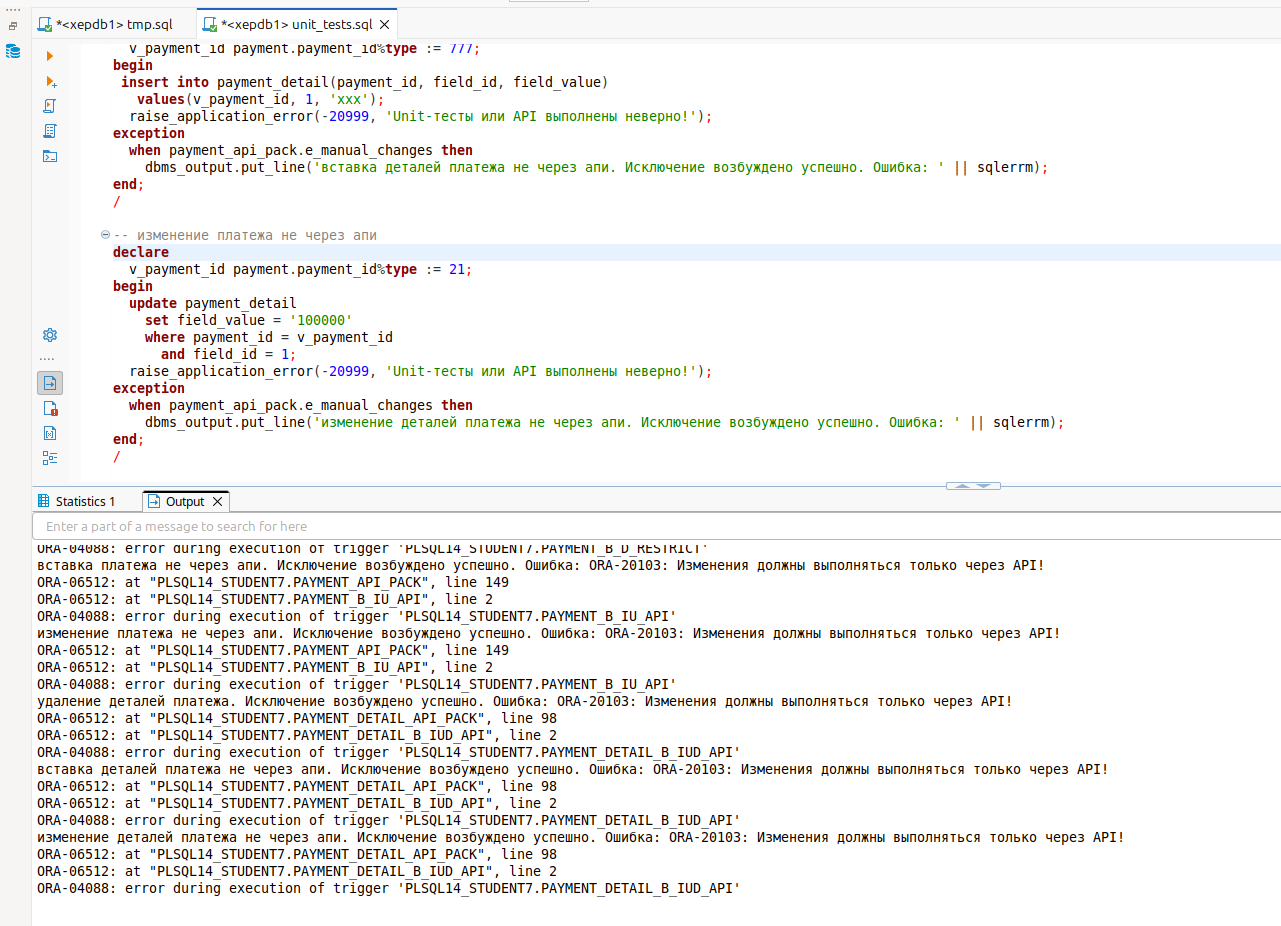 *<xepdb1> tmp.sql
*<xepdb1> unit_tests.sql
v_payment_id payment.payment_id%type := 777;
begin
insert into payment_detail(payment_id, field_id, field_value)
values(v_payment_id, 1, 'xxx');
raise_application_error(-20999, 'Unit-тесты или API выполнены неверно!');
exception
when payment_api_pack.e_manual_changes then
dbms_output.put_line('вставка деталей платежа не через апи. Исключение возбуждено успешно. Ошибка: ' || sqlerrm);
end;
/
-- изменение платежа не через апи
declare
v_payment_id payment.payment_id%type := 21;
begin
update payment_detail
set field_value = '100000'
where payment_id = v_payment_id
and field_id = 1;
raise_application_error(-20999, 'Unit-тесты или API выполнены неверно!');
exception
when payment_api_pack.e_manual_changes then
dbms_output.put_line('изменение деталей платежа не через апи. Исключение возбуждено успешно. Ошибка: ' || sqlerrm);
end;
/
Statistics 1
Output
Enter a part of a message to search for here
ORA-04088: error during execution of trigger 'PLSQL14_STUDENT7.PAYMENT_B_D_RESTRICT'
вставка платежа не через апи. Исключение возбуждено успешно. Ошибка: ORA-20103: Изменения должны выполняться только через API!
ORA-06512: at "PLSQL14_STUDENT7.PAYMENT_API_PACK", line 149
ORA-06512: at "PLSQL14_STUDENT7.PAYMENT_B_IU_API", line 2
ORA-04088: error during execution of trigger 'PLSQL14_STUDENT7.PAYMENT_B_IU_API'
изменение платежа не через апи. Исключение возбуждено успешно. Ошибка: ORA-20103: Изменения должны выполняться только через API!
ORA-06512: at "PLSQL14_STUDENT7.PAYMENT_API_PACK", line 149
ORA-06512: at "PLSQL14_STUDENT7.PAYMENT_B_IU_API", line 2
ORA-04088: error during execution of trigger 'PLSQL14_STUDENT7.PAYMENT_B_IU_API'
удаление деталей платежа. Исключение возбуждено успешно. Ошибка: ORA-20103: Изменения должны выполняться только через API!
ORA-06512: at "PLSQL14_STUDENT7.PAYMENT_DETAIL_API_PACK", line 98
ORA-06512: at "PLSQL14_STUDENT7.PAYMENT_DETAIL_B_IUD_API", line 2
ORA-04088: error during execution of trigger 'PLSQL14_STUDENT7.PAYMENT_DETAIL_B_IUD_API'
вставка деталей платежа не через апи. Исключение возбуждено успешно. Ошибка: ORA-20103: Изменения должны выполняться только через API!
ORA-06512: at "PLSQL14_STUDENT7.PAYMENT_DETAIL_API_PACK", line 98
ORA-06512: at "PLSQL14_STUDENT7.PAYMENT_DETAIL_B_IUD_API", line 2
ORA-04088: error during execution of trigger 'PLSQL14_STUDENT7.PAYMENT_DETAIL_B_IUD_API'
изменение деталей платежа не через апи. Исключение возбуждено успешно. Ошибка: ORA-20103: Изменения должны выполняться только через API!
ORA-06512: at "PLSQL14_STUDENT7.PAYMENT_DETAIL_API_PACK", line 98
ORA-06512: at "PLSQL14_STUDENT7.PAYMENT_DETAIL_B_IUD_API", line 2
ORA-04088: error during execution of trigger 'PLSQL14_STUDENT7.PAYMENT_DETAIL_B_IUD_API'